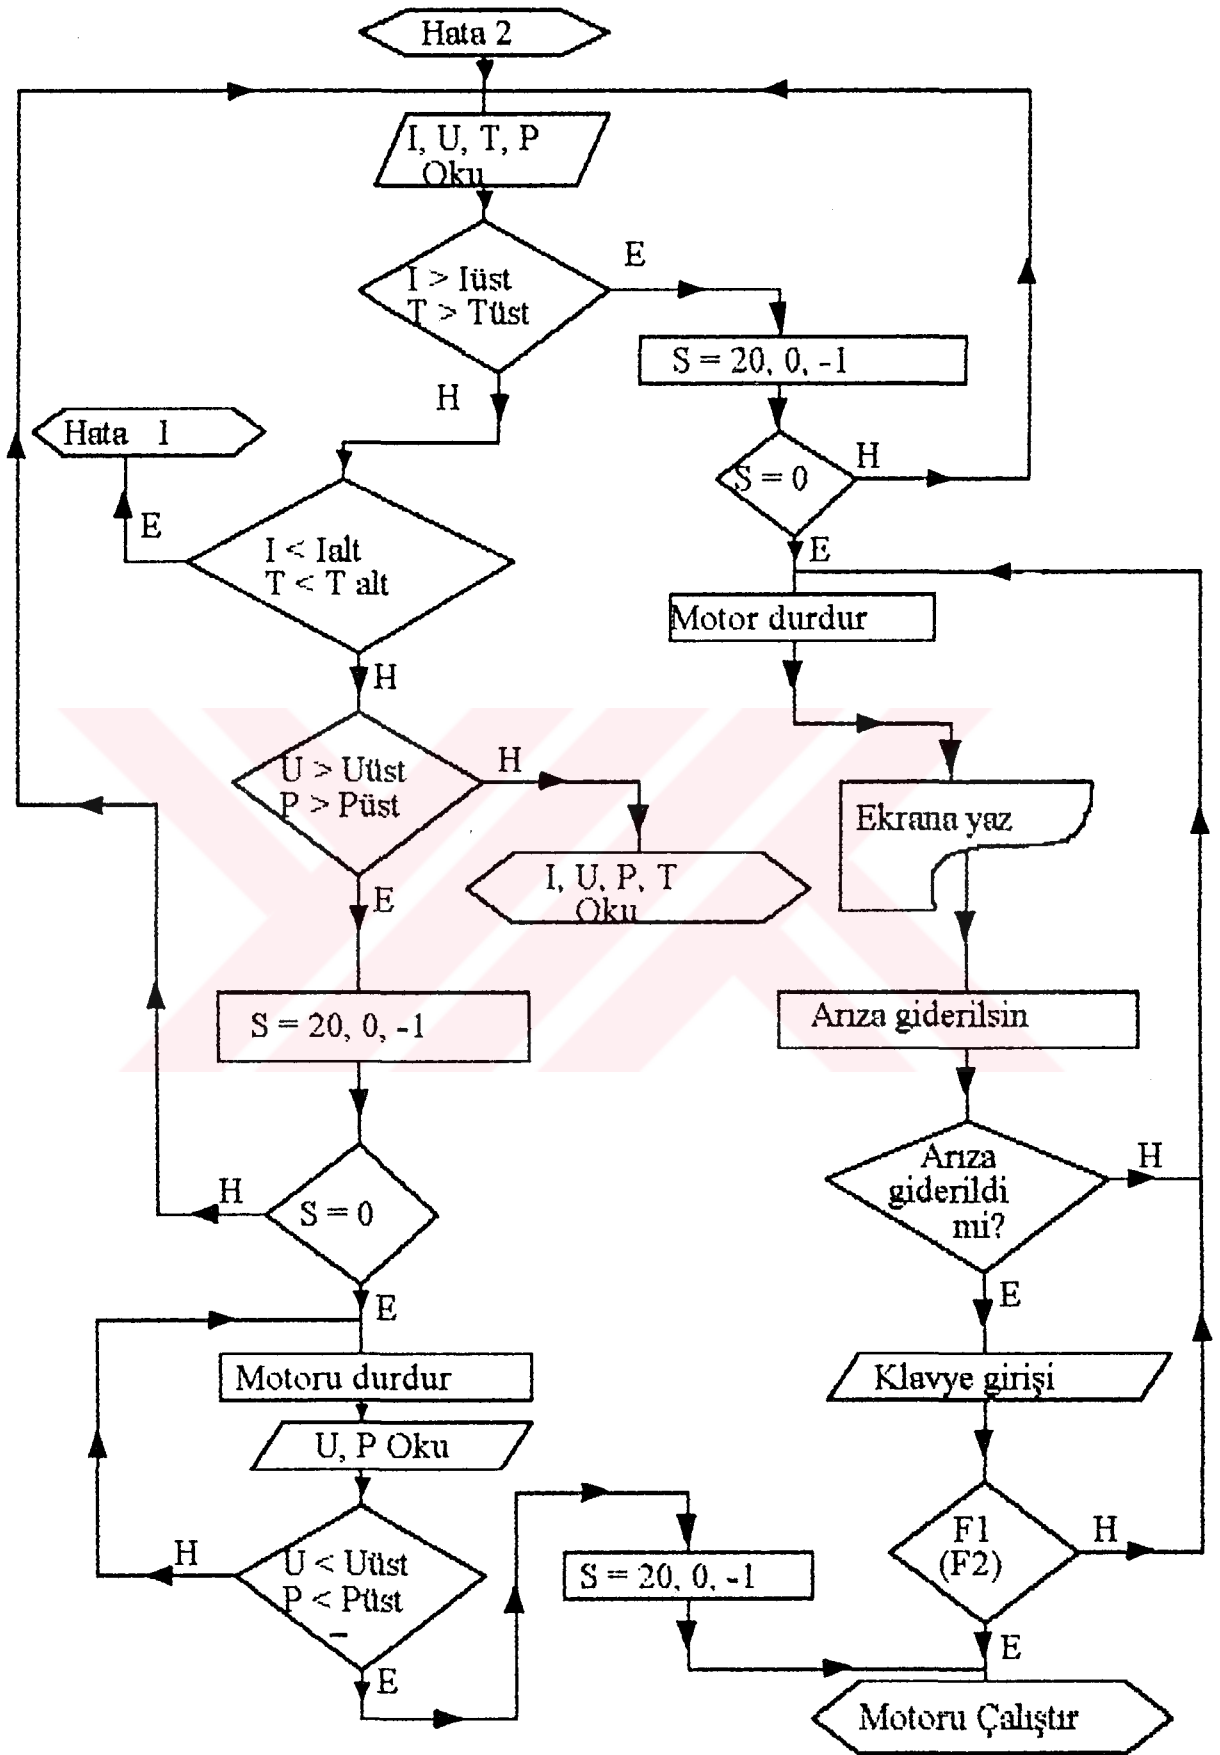 Hata 2
I, U, T, P
Oku
I > Iüst
T > Tüst
E
H
S = 20, 0, -1
S = 0
H
E
Hata 1
E
I < Ialt
T < T alt
H
U > Uüst
P > Püst
H
E
I, U, P, T
Oku
S = 20, 0, -1
S = 0
H
E
Motoru durdur
U, P Oku
U < Uüst
P < Püst
H
E
S = 20, 0, -1
Motor durdur
Ekrana yaz
Arıza giderilsin
Arıza
giderildi
mi?
H
E
Klavye girişi
F1
(F2)
H
E
Motoru Çalıştır